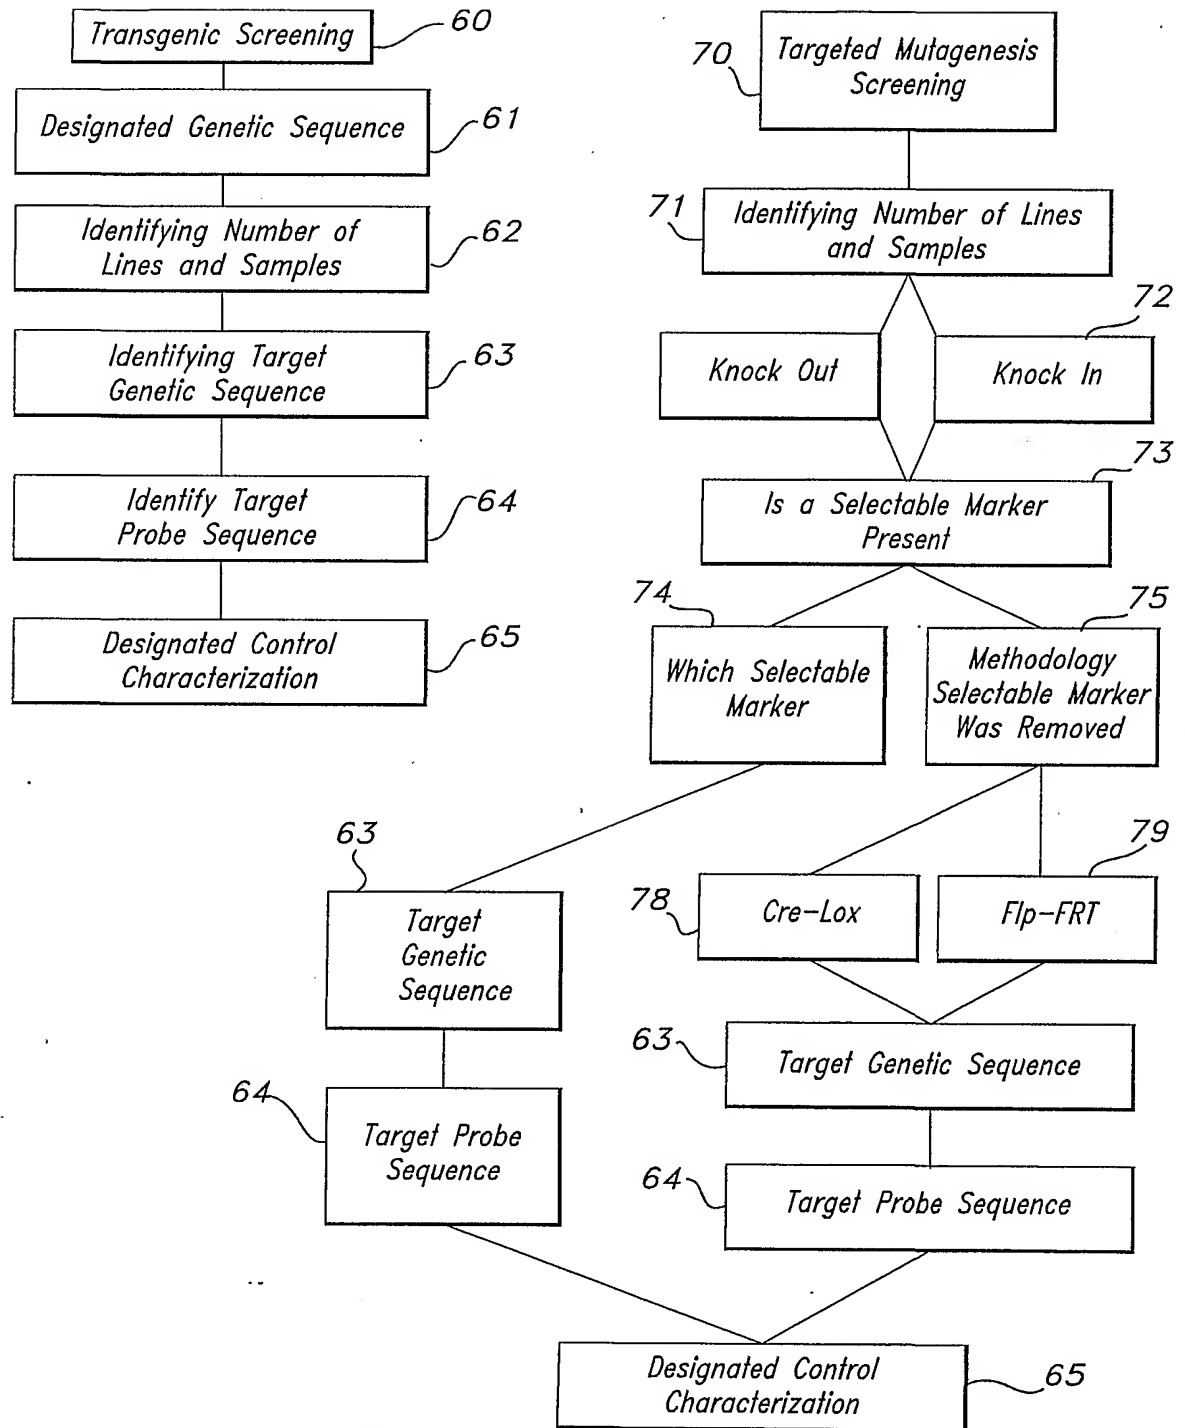 Transgenic Screening
60
Designated Genetic Sequence
61
Identifying Number of
Lines and Samples
62
Identifying Target
Genetic Sequence
63
Identify Target
Probe Sequence
64
Designated Control
Characterization
65
70
Targeted Mutagenesis
Screening
71
Identifying Number of Lines
and Samples
72
Knock Out
Knock In
73
Is a Selectable Marker
Present
74
Which Selectable
Marker
75
Methodology
Selectable Marker
Was Removed
63
Target
Genetic
Sequence
64
Target Probe
Sequence
78
Cre-Lox
79
Flp-FRT
63
Target Genetic Sequence
64
Target Probe Sequence
Designated Control
Characterization
65